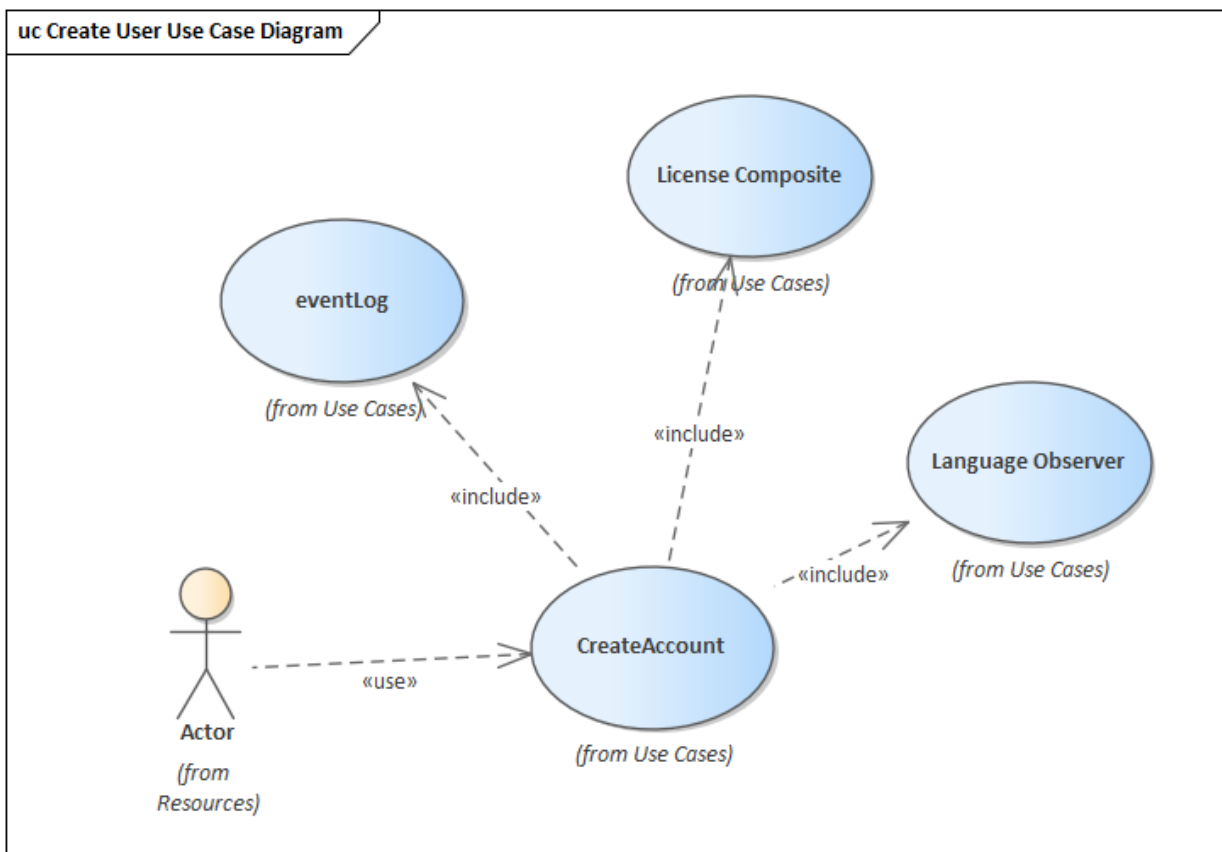 uc Create User Use Case Diagram
License Composite
(from Use Cases)
eventLog
(from Use Cases)
«include»
Language Observer
(from Use Cases)
«include»
«include»
CreateAccount
(from Use Cases)
«use»
Actor
(from
Resources)